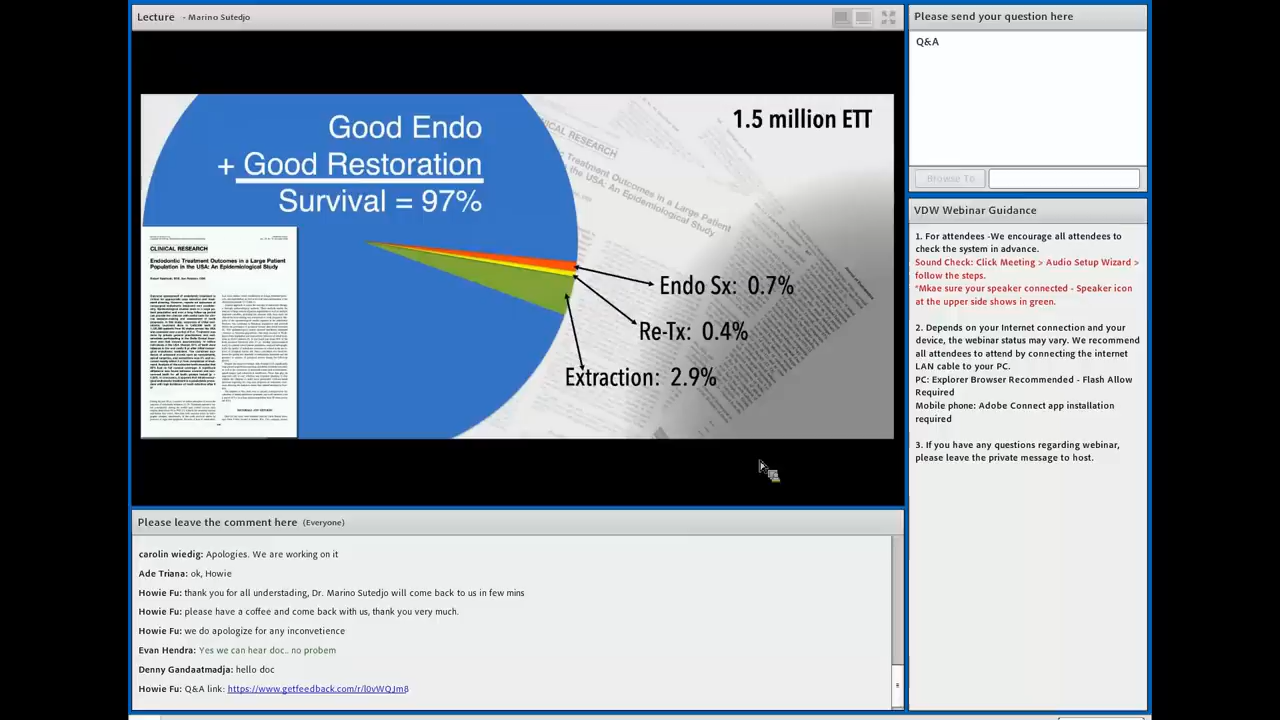 Lecture - Marino Sutedjo
Good Endo
+ Good Restoration
Survival = 97%
1.5 million ETT
CLINICAL RESEARCH
Endodontic Treatment Outcomes in a Large Patient
Population in the USA: An Epidemiological Study
Endo Sx: 0.7%
Re-Tx: 0.4%
Extraction: 2.9%
Please leave the comment here (Everyone)
carolin wiedig: Apologies. We are working on it
Ade Triana: ok, Howie
Howie Fu: thank you for all understading, Dr. Marino Sutedjo will come back to us in few mins
Howie Fu: please have a coffee and come back with us, thank you very much.
Howie Fu: we do apologize for any inconvetience
Evan Hendra: Yes we can hear doc.. no probem
Denny Gandaatmadja: hello doc
Howie Fu: Q&A link: https://www.getfeedback.com/r/l0vWQJm8
Please send your question here
Q&A
Browse To
VDW Webinar Guidance
1. For attendees -We encourage all attendees to
check the system in advance.
Sound Check: Click Meeting > Audio Setup Wizard >
follow the steps.
*Mkae sure your speaker connected - Speaker icon
at the upper side shows in green.
2. Depends on your Internet connection and your
device, the webinar status may vary. We recommend
all attendees to attend by connecting the internet
LAN cable to your PC.
PC: Explorer Browser Recommended - Flash Allow
Required
Mobile phone: Adobe Connect app installation
required
3. If you have any questions regarding webinar,
please leave the private message to host.